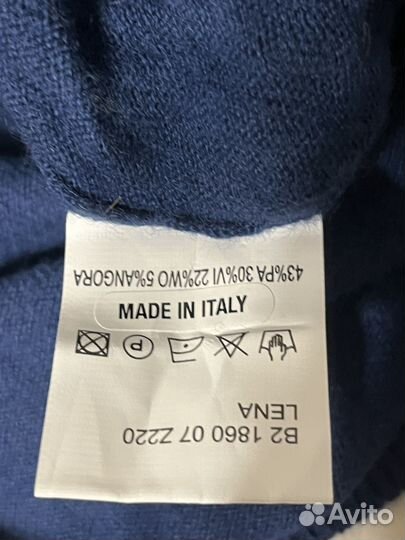 B2 1860 07 Z220
LENA
P
MADE IN ITALY
43%PA 30%VI 22%WO 5%ANGORA
Avito